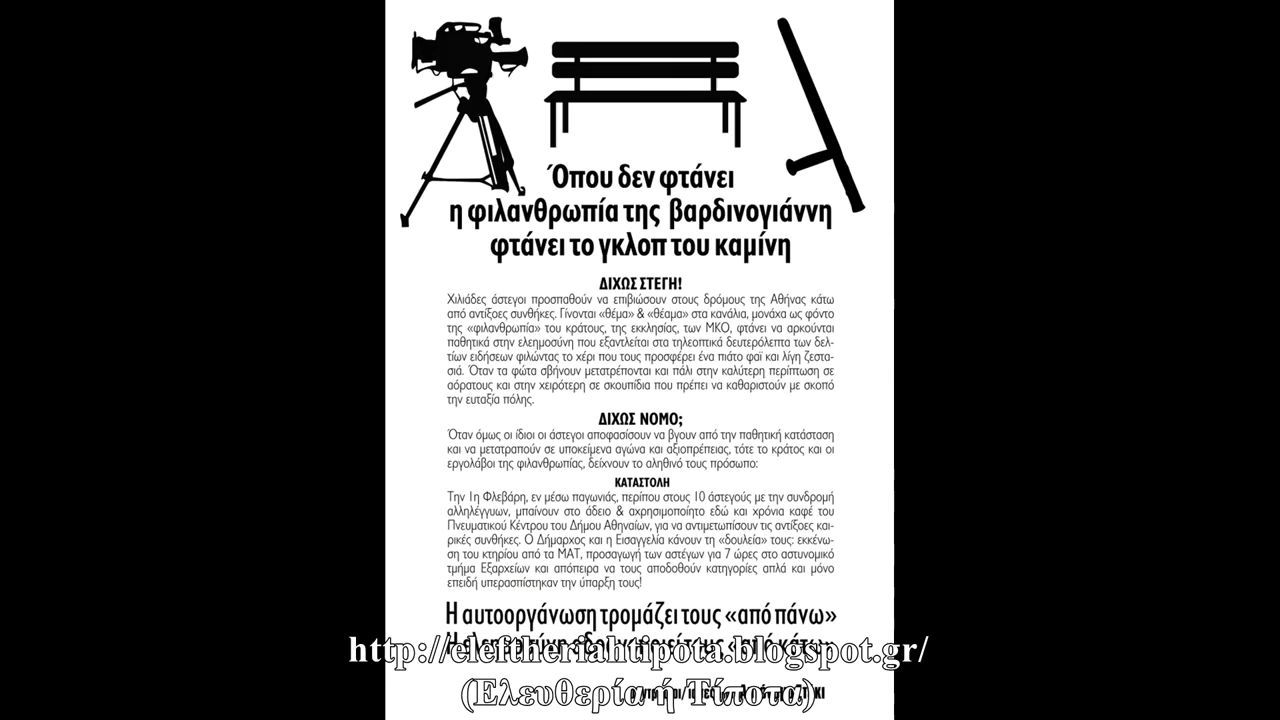 Όπου δεν φτάνει
η φιλανθρωπία της βαρδινογιάννη
φτάνει το γκλοπ του καμίνη
ΔΙΧΩΣ ΣΤΕΓΗ!
Χιλιάδες άστεγοι προσπαθούν να επιβιώσουν στους δρόμους της Αθήνας κάτω
από αντίξοες συνθήκες. Γίνονται «θέμα» & «θέαμα» στα κανάλια, μονάχα ως φόντο
της «φιλανθρωπία» του κράτους, της εκκλησίας, των ΜΚΟ, φτάνει να αρκούνται
παθητικά στην ελεημοσύνη που εξαντλείται στα τηλεοπτικά δευτερόλεπτα των δελ-
τίων ειδήσεων φιλώντας το χέρι που τους προσφέρει ένα πιάτο φαϊ και λίγη ζεστα-
σιά. Όταν τα φώτα σβήνουν μετατρέπονται και πάλι στην καλύτερη περίπτωση σε
αόρατους και στην χειρότερη σε σκουπίδια που πρέπει να καθαριστούν με σκοπό
την ευταξία πόλης.
ΔΙΧΩΣ ΝΟΜΟ;
Όταν όμως οι ίδιοι οι άστεγοι αποφασίσουν να βγουν από την παθητική κατάσταση
και να μετατραπούν σε υποκείμενα αγώνα και αξιοπρέπειας, τότε το κράτος και οι
εργολάβοι της φιλανθρωπίας, δείχνουν το αληθινό τους πρόσωπο:
ΚΑΤΑΣΤΟΛΗ
Την 1η Φλεβάρη, εν μέσω παγωνιάς, περίπου στους 10 άστεγούς με την συνδρομή
αλληλέγγυων, μπαίνουν στο άδειο & αχρησιμοποίητο εδώ και χρόνια καφέ του
Πνευματικού Κέντρου του Δήμου Αθηναίων, για να αντιμετωπίσουν τις αντίξοες και-
ρικές συνθήκες. Ο Δήμαρχος και η Εισαγγελία κάνουν τη «δουλεία» τους: εκκένω-
ση του κτηρίου από τα ΜΑΤ, προσαγωγή των αστέγων για 7 ώρες στο αστυνομικό
τμήμα Εξαρχείων και απόπειρα να τους αποδοθούν κατηγορίες απλά και μόνο
επειδή υπερασπίστηκαν την ύπαρξη τους!
Η αυτοοργάνωση τρομάζει τους «από πάνω»
http://eleftheriahtipota.blogspot.gr/
(Ελευθερία ή Τίποτα)